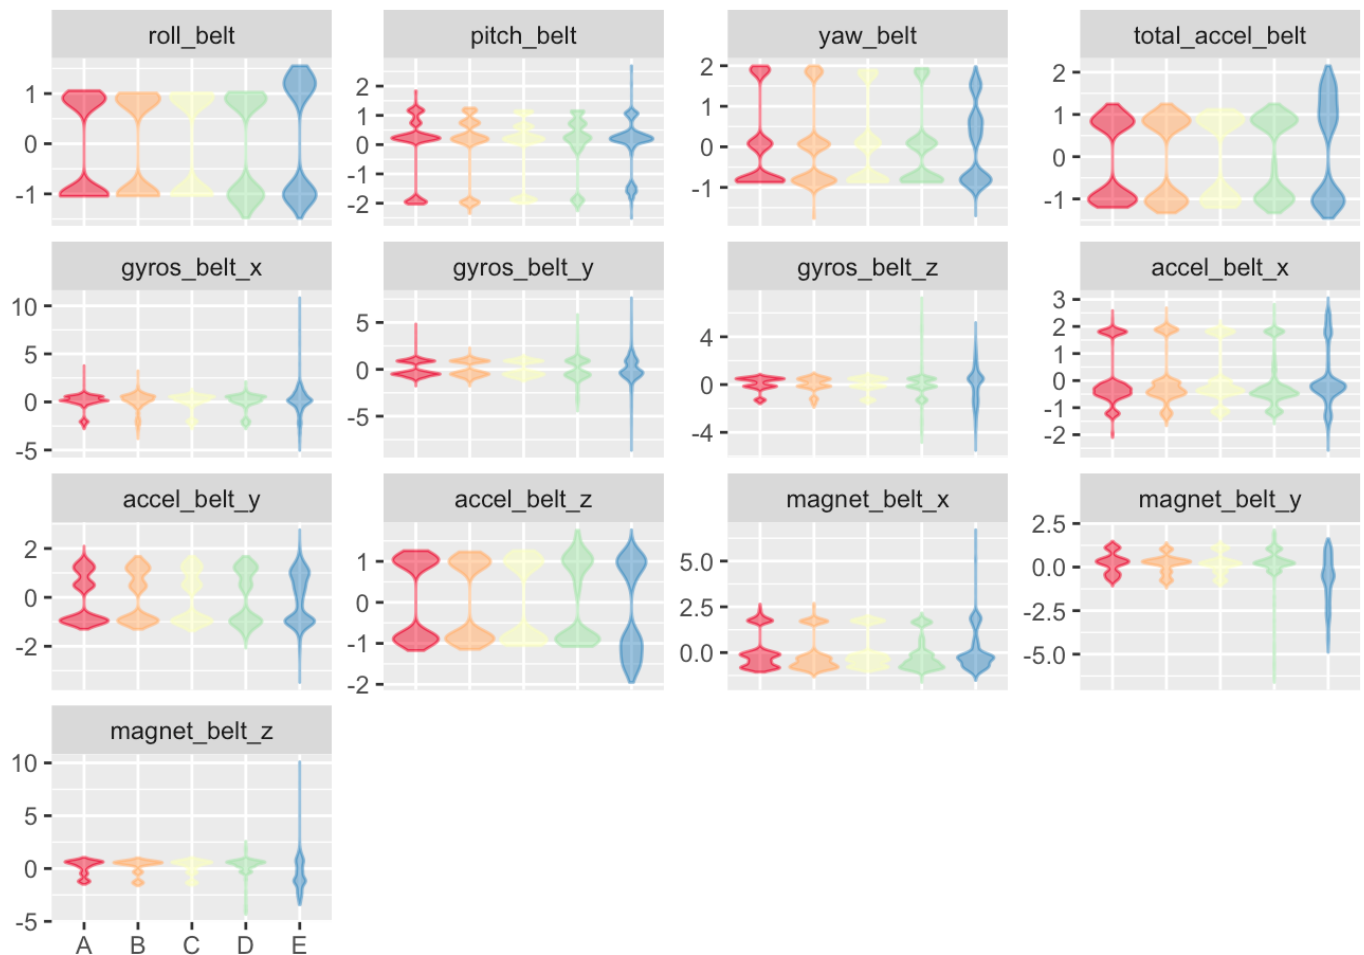 roll_belt pitch_belt yaw_belt total_accel_belt
1 0 -1
2 1 0 -1 -2
2 1 0 -1
2 1 0 -1
gyros_belt_x gyros_belt_y gyros_belt_z accel_belt_x
10 5 0 -5
5 0 -5
4 0 -4
3 2 1 0 -1 -2
accel_belt_y accel_belt_z magnet_belt_x magnet_belt_y
2 0 -2
1 0 -1 -2
5.0 2.5 0.0
2.5 0.0 -2.5 -5.0
magnet_belt_z
10 5 0 -5
A B C D E